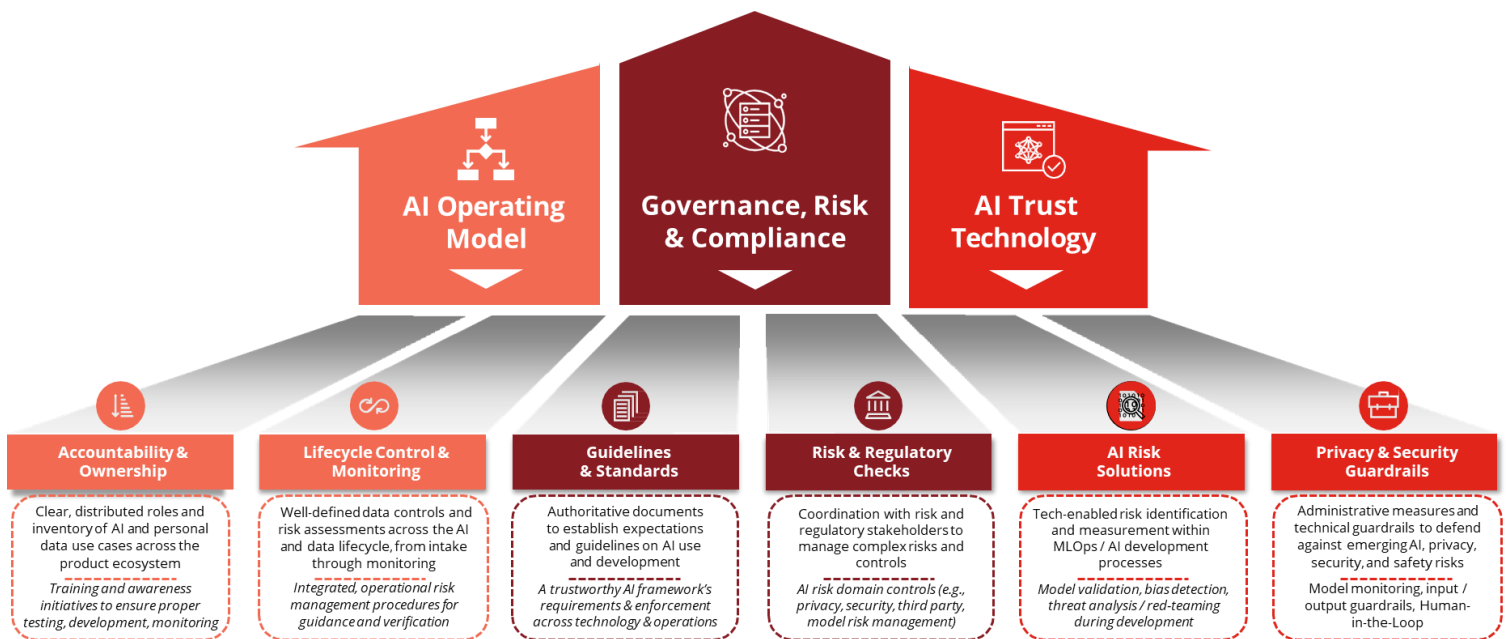 AI Operating
Model
Governance, Risk
& Compliance
AI Trust
Technology
Accountability &
Ownership
Clear, distributed roles and
inventory of AI and personal
data use cases across the
product ecosystem
Training and awareness
initiatives to ensure proper
testing, development, monitoring
Lifecycle Control &
Monitoring
Well-defined data controls and
risk assessments across the AI
and data lifecycle, from intake
through monitoring
Integrated, operational risk
management procedures for
guidance and verification
Guidelines
& Standards
Authoritative documents
to establish expectations
and guidelines on AI use
and development
A trustworthy AI framework's
requirements & enforcement
across technology & operations
Risk & Regulatory
Checks
Coordination with risk and
regulatory stakeholders to
manage complex risks and
controls
AI risk domain controls (e.g.,
privacy, security, third party,
model risk management)
AI Risk
Solutions
Tech-enabled risk identification
and measurement within
MLOps / AI development
processes
Model validation, bias detection,
threat analysis / red-teaming
during development
Privacy & Security
Guardrails
Administrative measures and
technical guardrails to defend
against emerging AI, privacy,
security, and safety risks
Model monitoring, input /
output guardrails, Human-
in-the-Loop